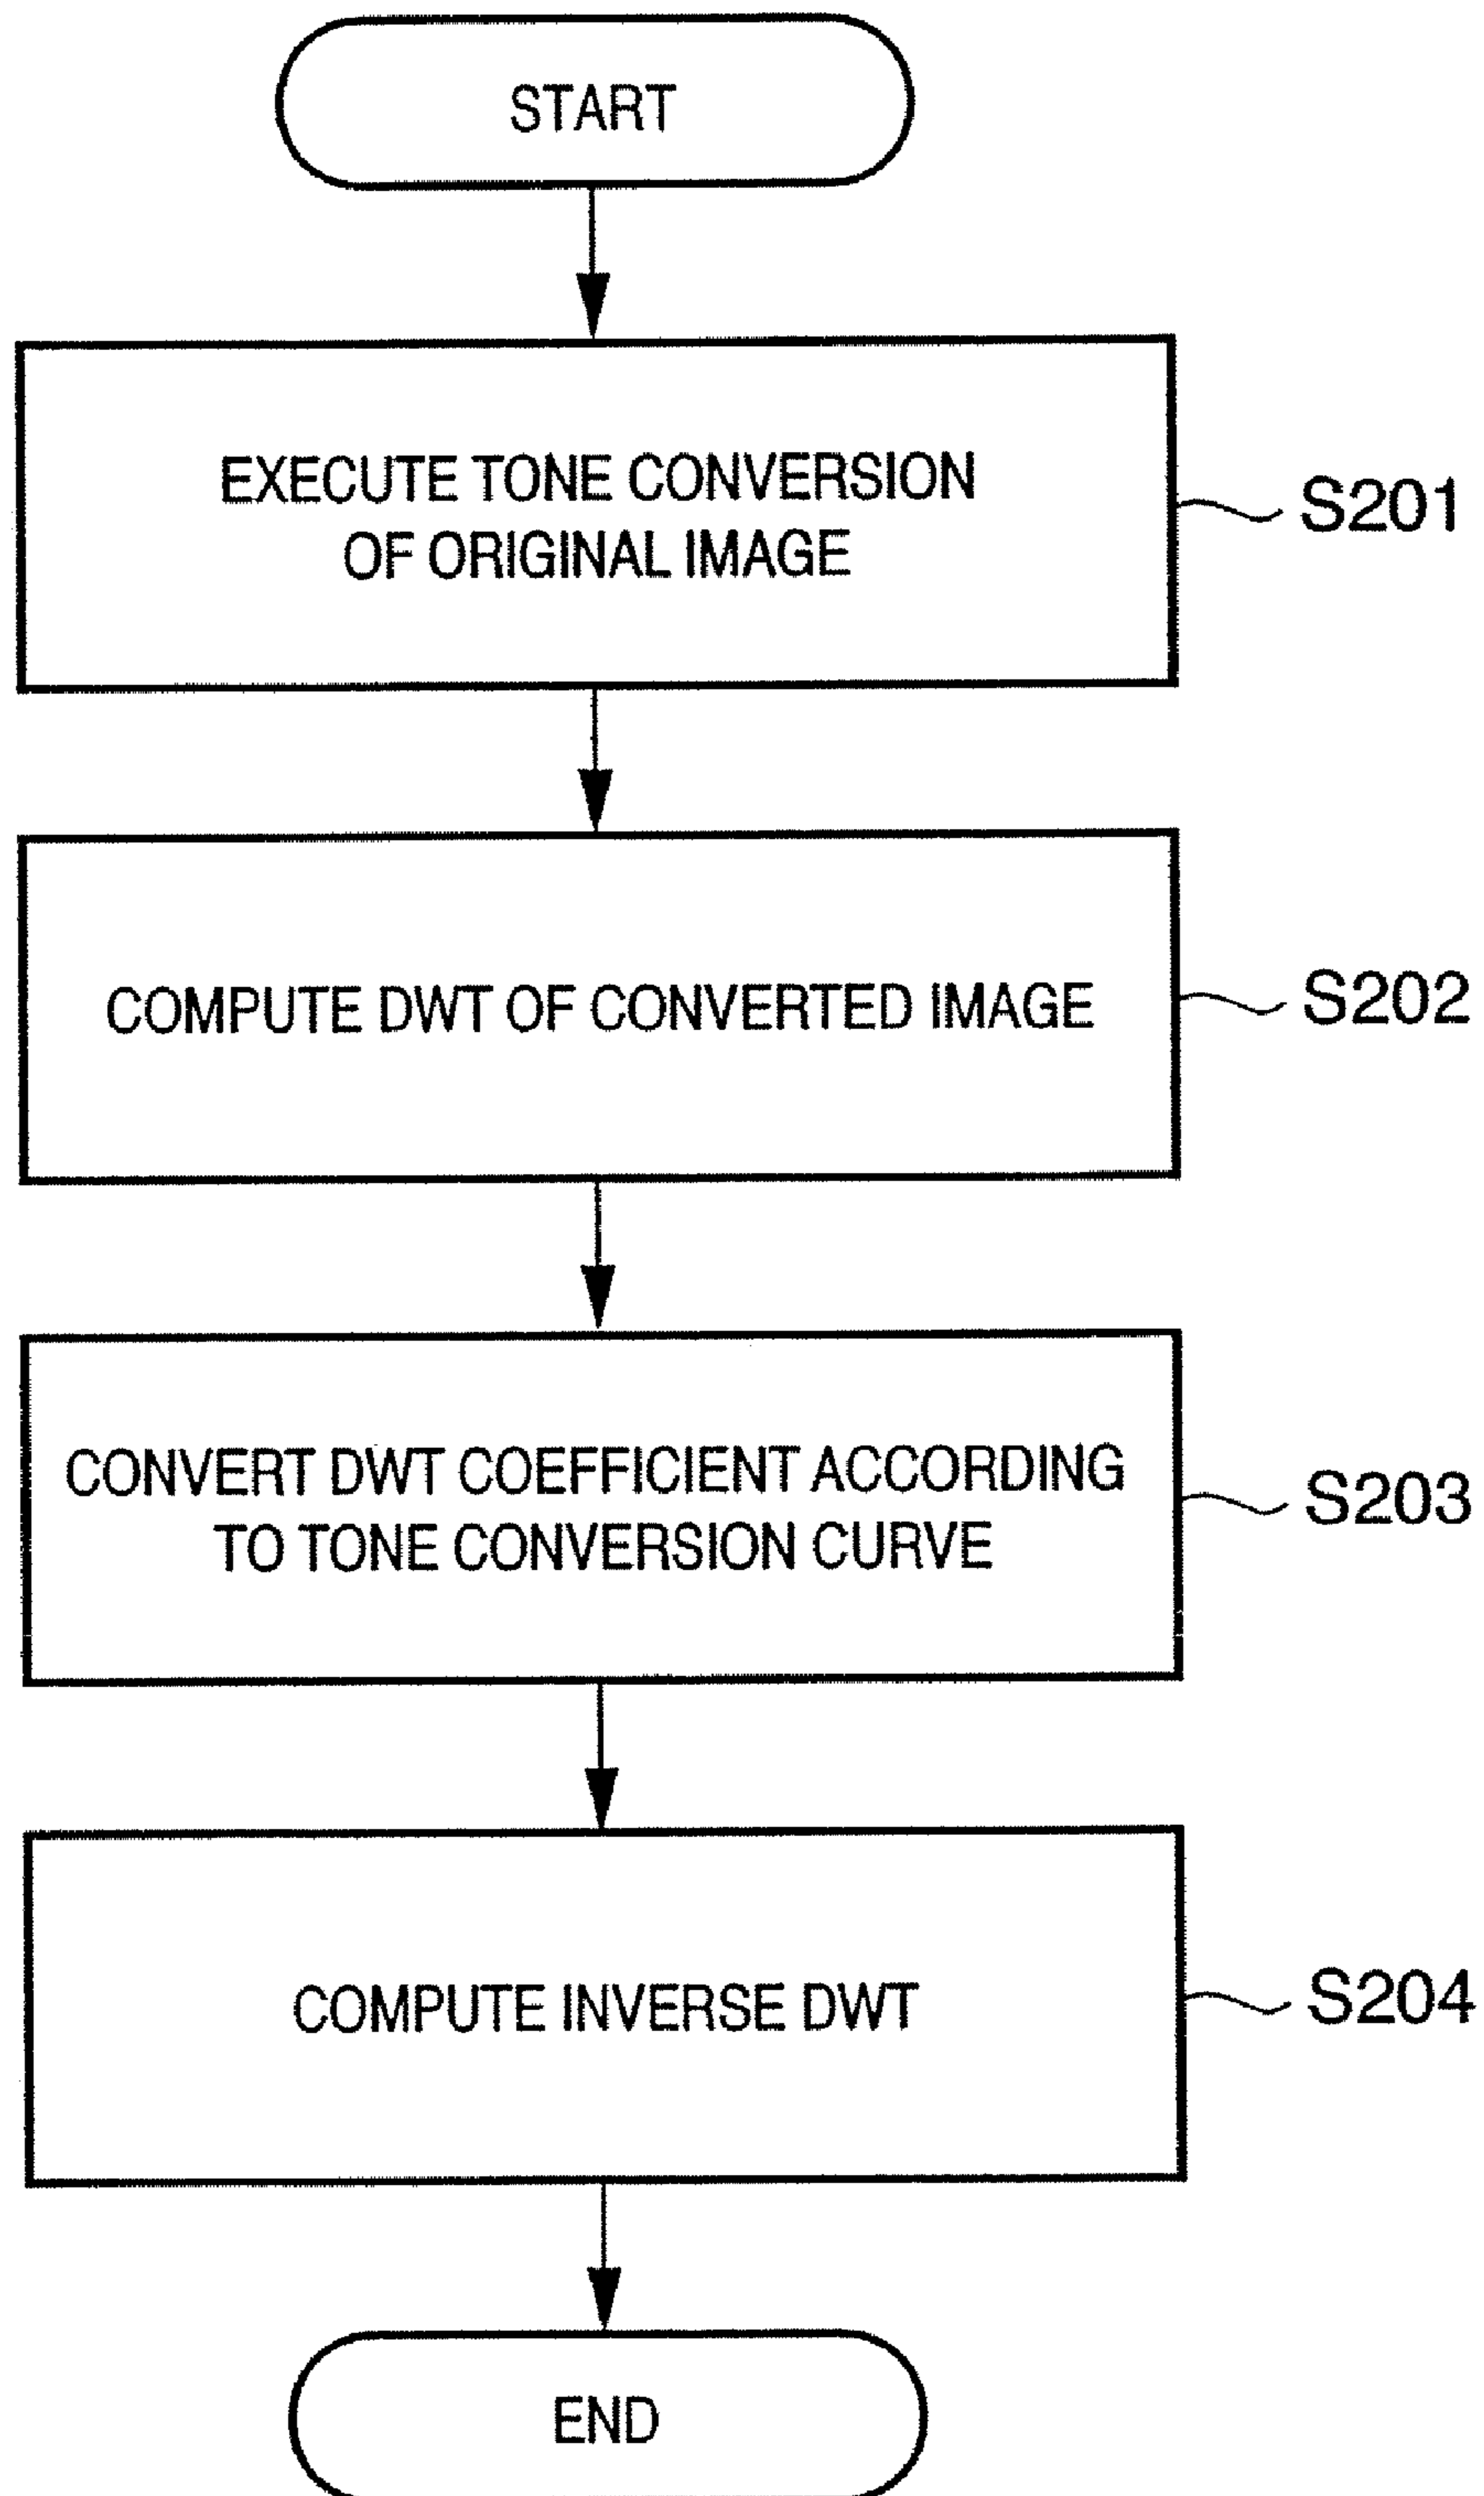 START
EXECUTE TONE CONVERSION
OF ORIGINAL IMAGE
S201
COMPUTE DWT OF CONVERTED IMAGE
S202
CONVERT DWT COEFFICIENT ACCORDING
TO TONE CONVERSION CURVE
S203
COMPUTE INVERSE DWT
S204
END